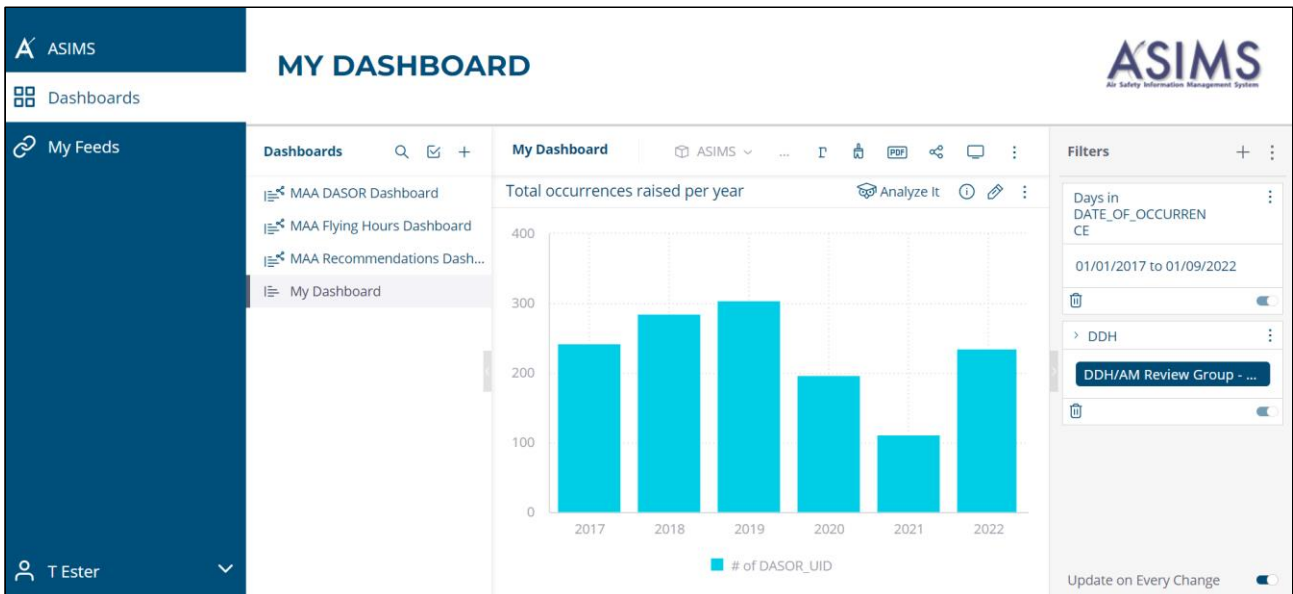 ASIMS
Dashboards
My Feeds
T Ester
MY DASHBOARD
ASIMS
Air Safety Information Management System
Dashboards
MAA DASOR Dashboard
MAA Flying Hours Dashboard
MAA Recommendations Dash...
My Dashboard
My Dashboard
ASIMS
...
PDF
Total occurrences raised per year
Analyze It
400
300
200
100
0
2017 2018 2019 2020 2021 2022
# of DASOR_UID
Filters
Days in
DATE_OF_OCCURREN
CE
01/01/2017 to 01/09/2022
DDH
DDH/AM Review Group - ...
Update on Every Change